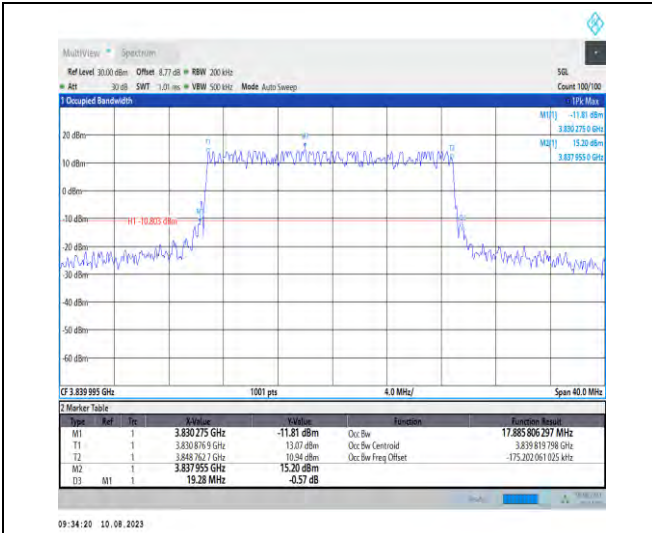 MultiView Spectrum
Ref Level 30.00 dBm Offset 8.77 dB RBW 200 kHz SGL
Att 30 dB SWT 1.01 ms VBW 500 kHz Mode Auto Sweep Count 100/100
1 Occupied Bandwidth 1Pk Max
M1[1] -11.81 dBm
3.830 275 0 GHz
M2[1] 15.20 dBm
3.837 955 0 GHz
20 dBm
10 dBm
0 dBm
-10 dBm
H1 -10.803 dBm
-20 dBm
-30 dBm
-40 dBm
-50 dBm
-60 dBm
CF 3.839 995 GHz 1001 pts 4.0 MHz/ Span 40.0 MHz
2 Marker Table
Type Ref Trc X-Value Y-Value Function Function Result
M1 1 3.830 275 GHz -11.81 dBm Occ Bw 17.885 806 297 MHz
T1 1 3.830 876 9 GHz 13.07 dBm Occ Bw Centroid 3.839 819 798 GHz
T2 1 3.848 762 7 GHz 10.94 dBm Occ Bw Freq Offset -175.202 061 025 kHz
M2 1 3.837 955 GHz 15.20 dBm
D3 M1 1 19.28 MHz -0.57 dB
09:34:20 10.08.2023